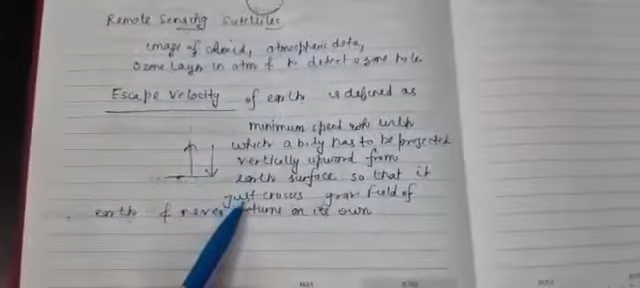 Remote Sensing Satellites
image of cloud, atmospheric data,
ozone layer in atm & to detect ozone hole
Escape Velocity of earth is defined as
minimum speed with
which a body has to be projected
vertically upward from
earth surface so that it
just crosses grav field of
earth & never returns on its own